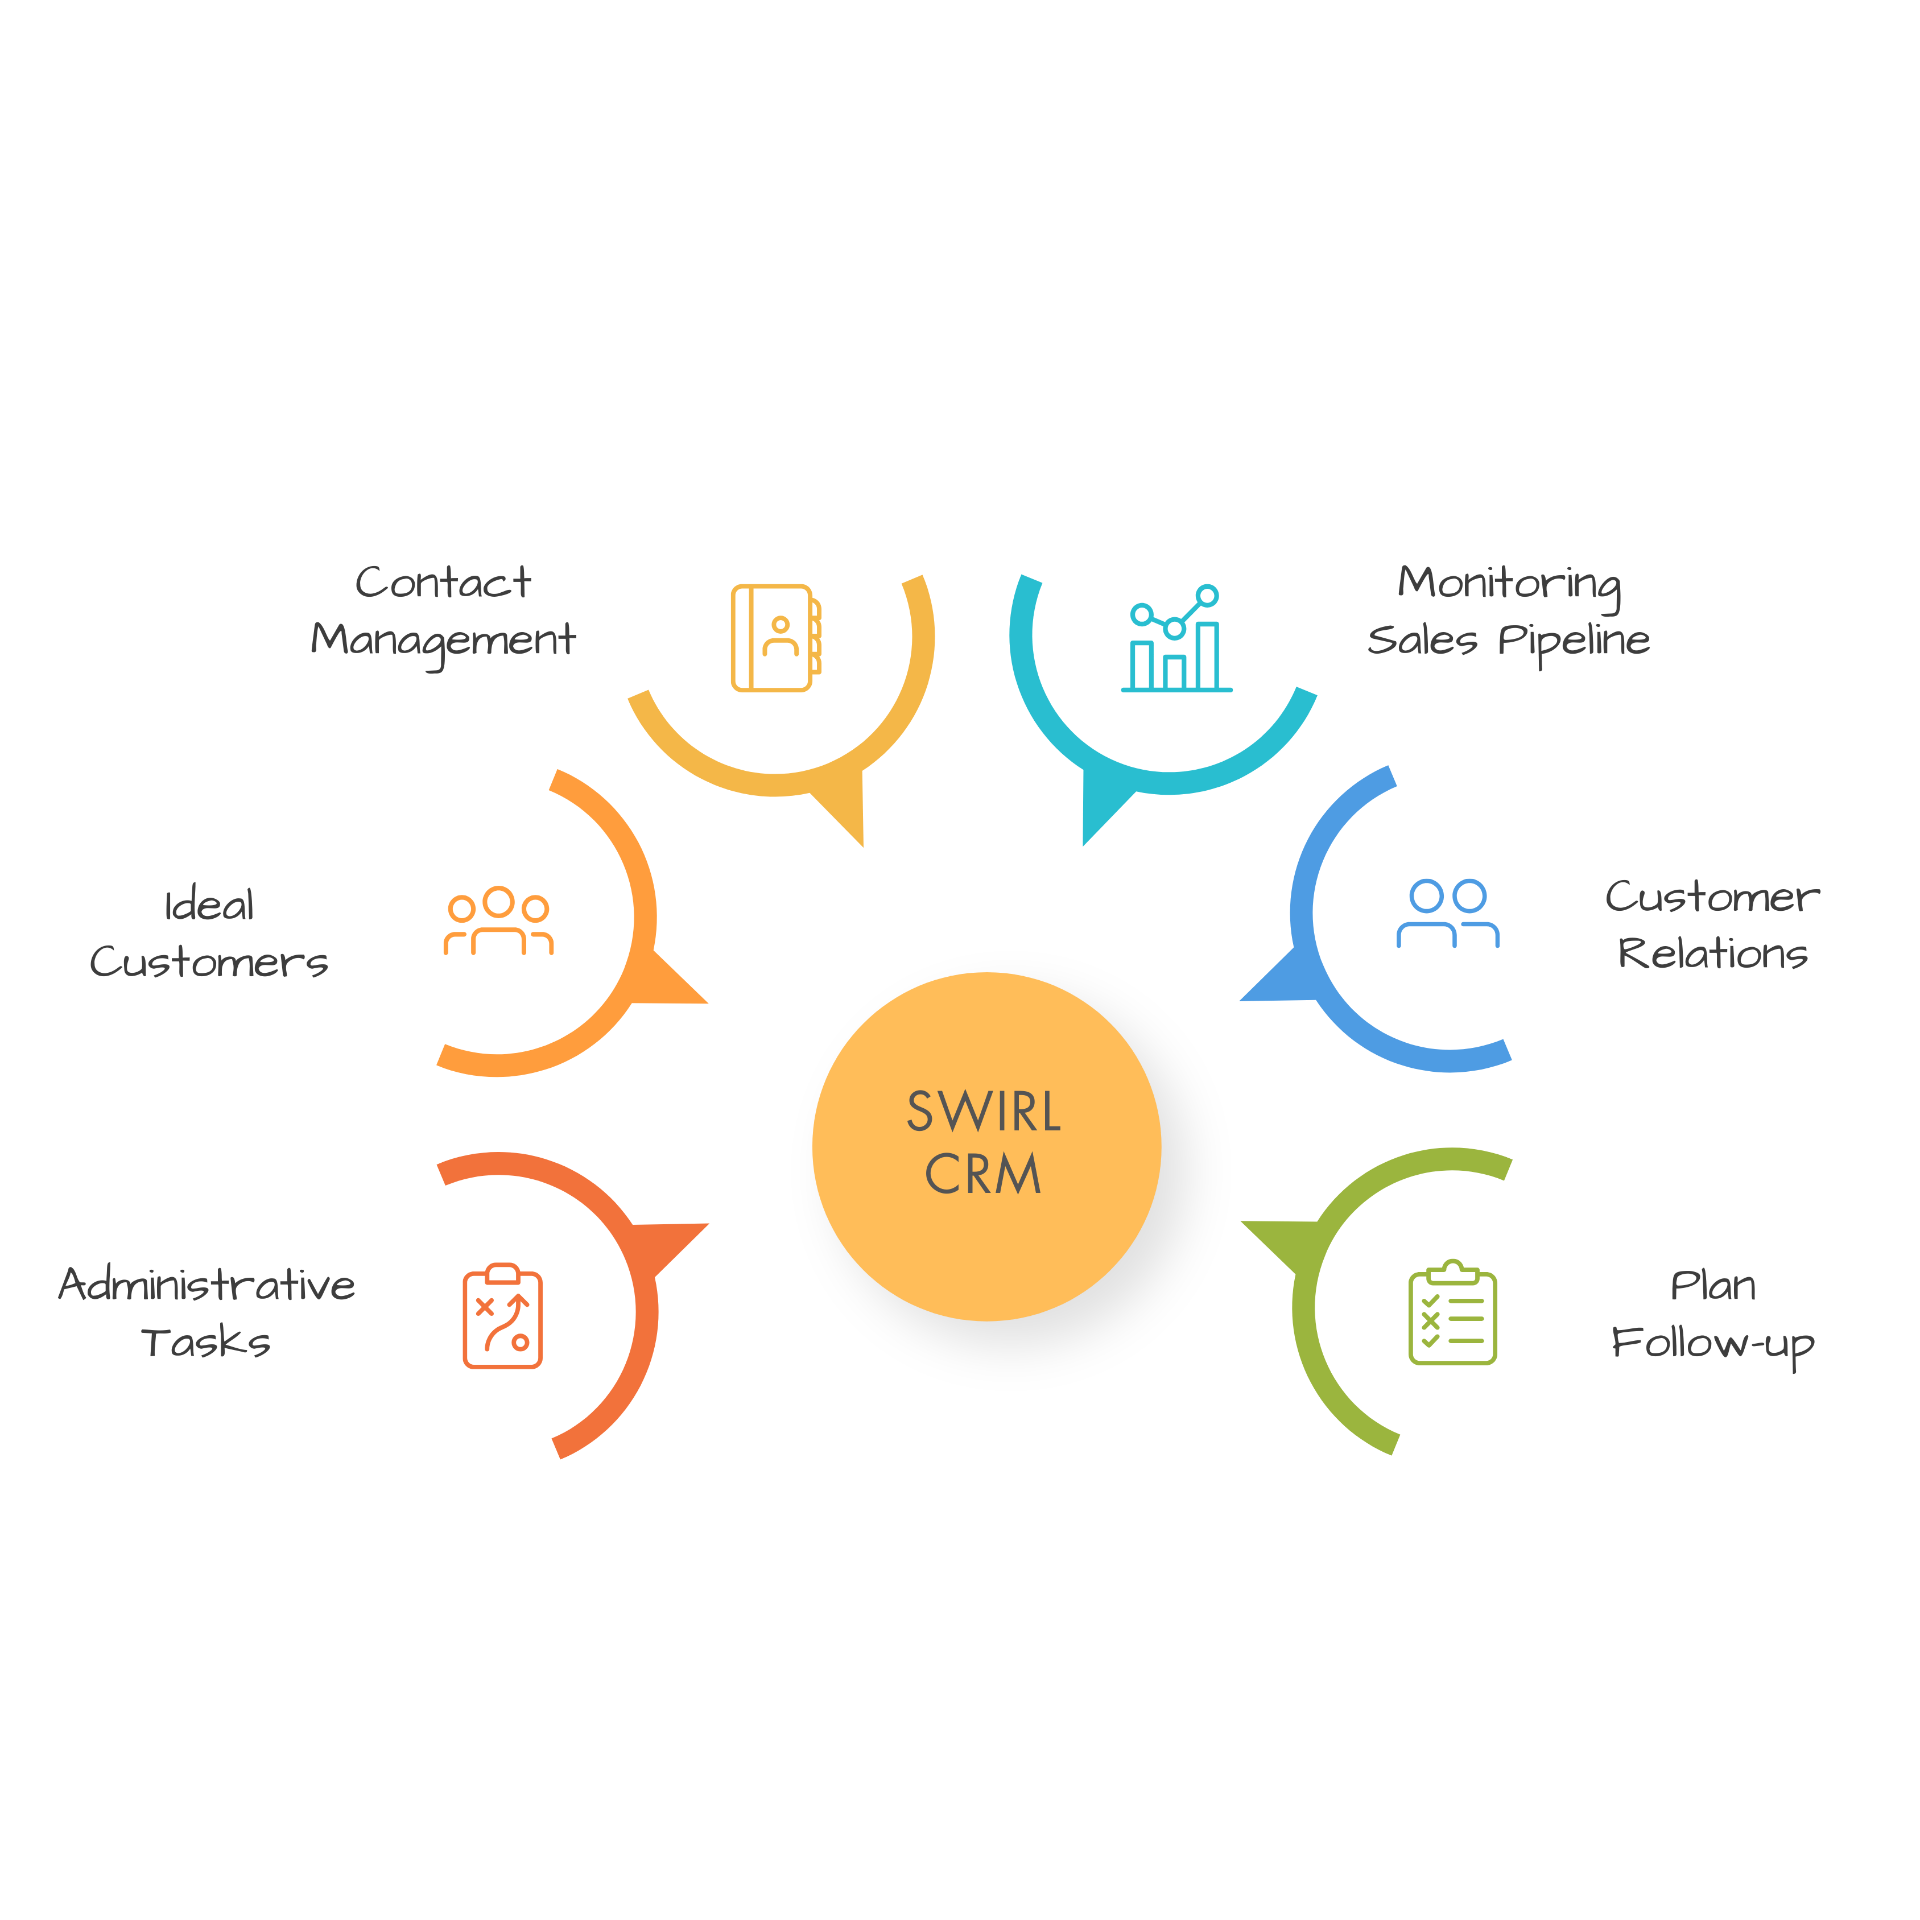 Contact
Management
Monitoring
Sales Pipeline
Ideal
Customers
Customer
Relations
SWIRL
CRM
Administrative
Tasks
Plan
Follow-up